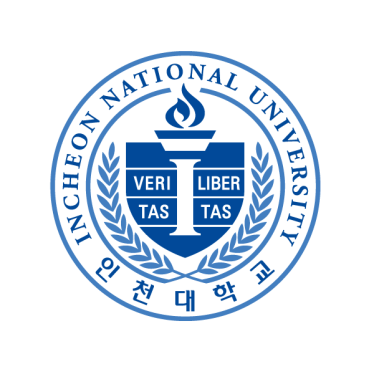 INCHEON NATIONAL UNIVERSITY
VERI LIBER
TAS TAS
인천대학교